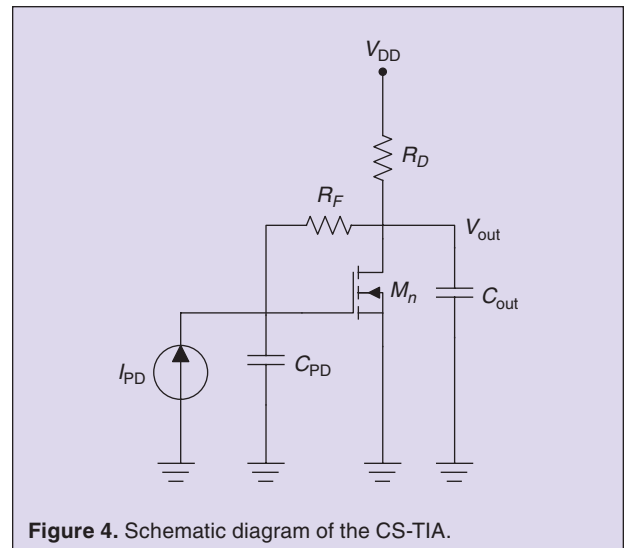 V_DD
R_D
R_F
V_out
M_n
C_out
I_PD
C_PD
Figure 4. Schematic diagram of the CS-TIA.